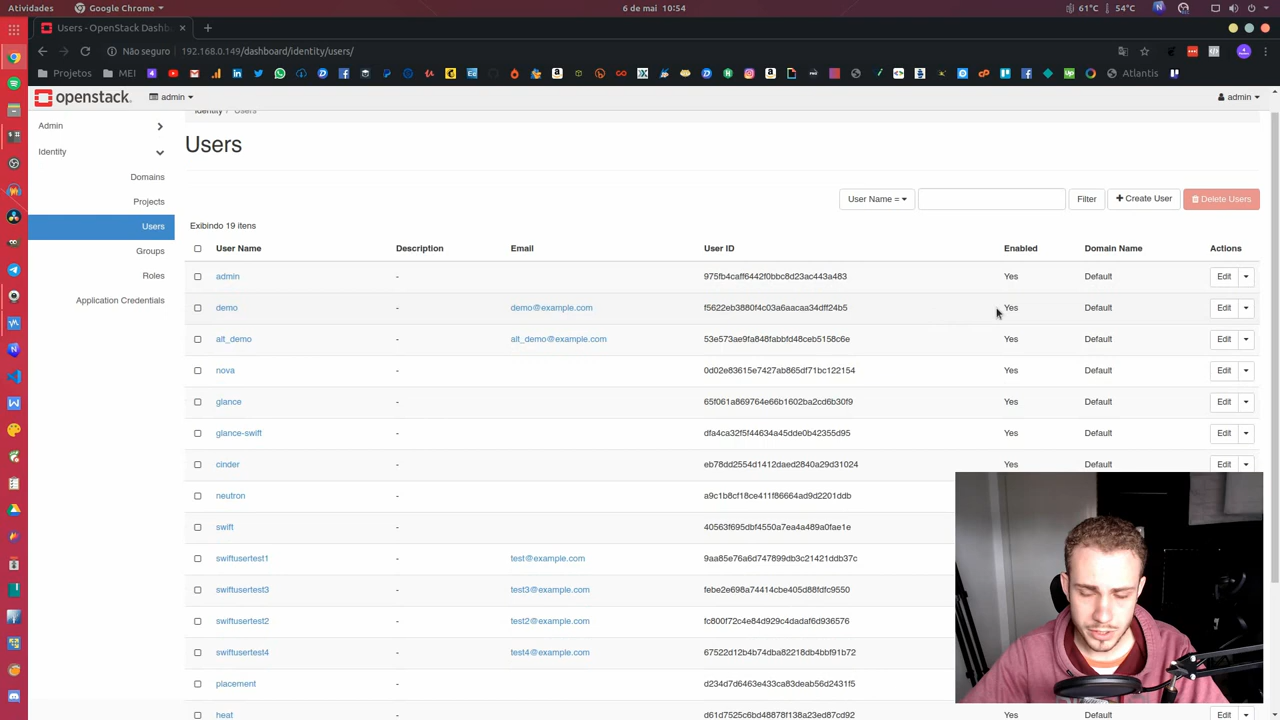 Atividades Google Chrome 6 de mai 10:54 61°C 54°C
Users - OpenStack Dashb
Não seguro 192.168.0.149/dashboard/identity/users/
Projetos MEI Atlantis
openstack. admin admin
Identity / Users
Admin
Identity
Domains
Projects
Users
Groups
Roles
Application Credentials
Users
User Name = Filter Create User Delete Users
Exibindo 19 itens
User Name Description Email User ID Enabled Domain Name Actions
admin - 975fb4caff6442f0bbc8d23ac443a483 Yes Default Edit
demo - demo@example.com f5622eb3880f4c03a6aacaa34dff24b5 Yes Default Edit
alt_demo - alt_demo@example.com 53e573ae9fa848fabbfd48ceb5158c6e Yes Default Edit
nova - 0d02e83615e7427ab865df71bc122154 Yes Default Edit
glance - 65f061a869764e66b1602ba2cd6b30f9 Yes Default Edit
glance-swift - dfa4ca32f5f44634a45dde0b42355d95 Yes Default Edit
cinder - eb78dd2554d1412daed2840a29d31024 Yes Default Edit
neutron - a9c1b8cf18ce411f86664ad9d2201ddb
swift - 40563f695dbf4550a7ea4a489a0fae1e
swiftusertest1 - test@example.com 9aa85e76a6d747899db3c21421ddb37c
swiftusertest3 - test3@example.com febe2e698a74414cbe405d88fdfc9550
swiftusertest2 - test2@example.com fc800f72c4e84d929c4dadaf6d936576
swiftusertest4 - test4@example.com 67522d12b4b74dba82218db4bbf91b72
placement - d234d7d6463e433ca83deab56d2431f5
heat - d61d7525c6bd48878f138a23ed87cd92 Yes Default Edit